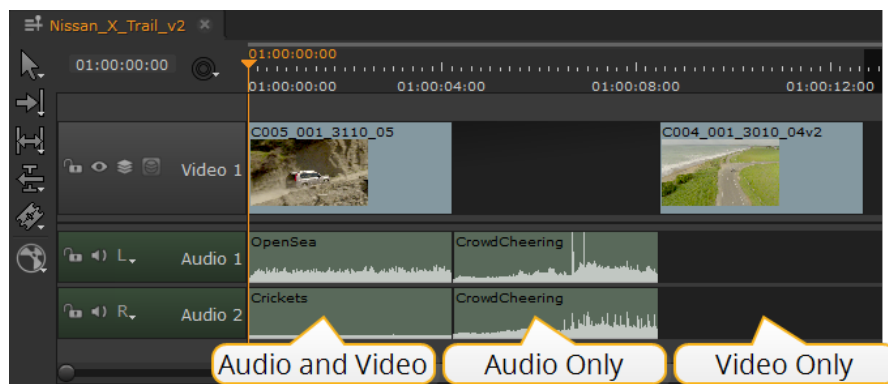 Nissan_X_Trail_v2
01:00:00:00
01:00:00:00
01:00:00:00 01:00:04:00 01:00:08:00 01:00:12:00
C005_001_3110_05 C004_001_3010_04v2
Video 1
OpenSea CrowdCheering
L Audio 1
Crickets CrowdCheering
R Audio 2
Audio and Video Audio Only Video Only